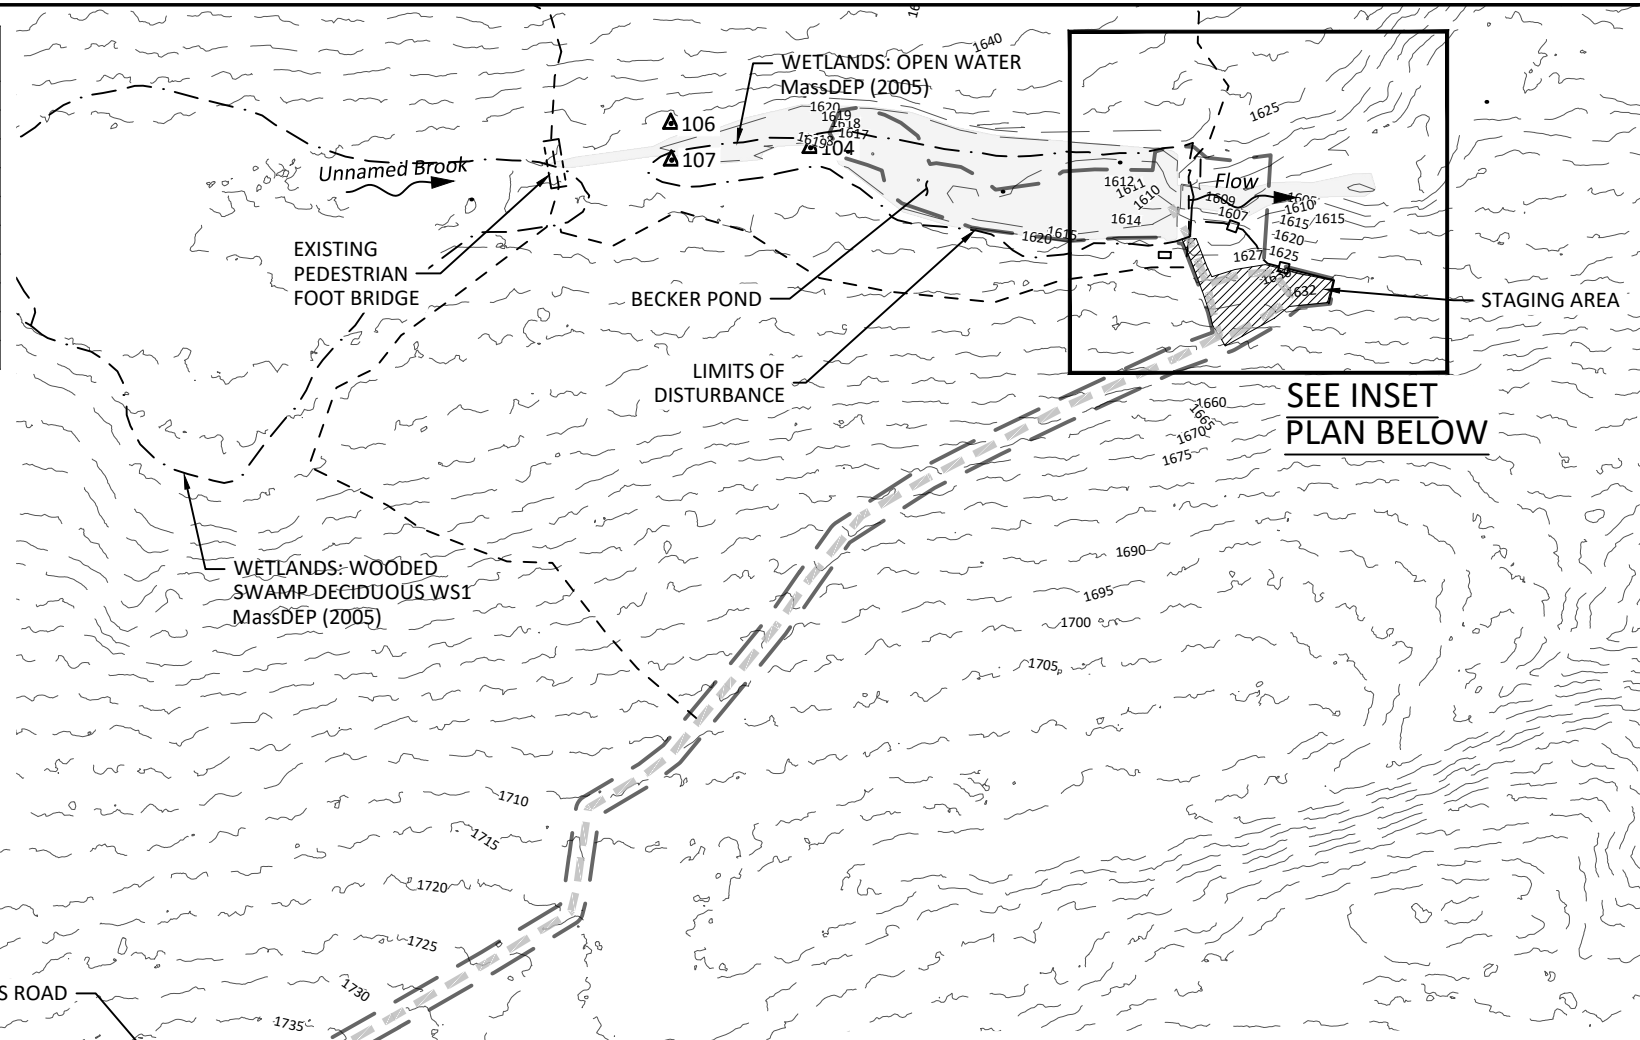 1640
WETLANDS: OPEN WATER
MassDEP (2005)
1625
1620
1619
1618
1617
106
104
107
Unnamed Brook
1612
1611
1610
Flow
1609
1607
1610
1614
1615
1615
1620
1615
1620
1627
1625
1632
EXISTING
PEDESTRIAN
FOOT BRIDGE
BECKER POND
STAGING AREA
LIMITS OF
DISTURBANCE
SEE INSET
PLAN BELOW
1660
1665
1670
1675
1690
WETLANDS: WOODED
SWAMP DECIDUOUS WS1
MassDEP (2005)
1695
1700
1705
1710
1715
1720
1725
1730
S ROAD
1735